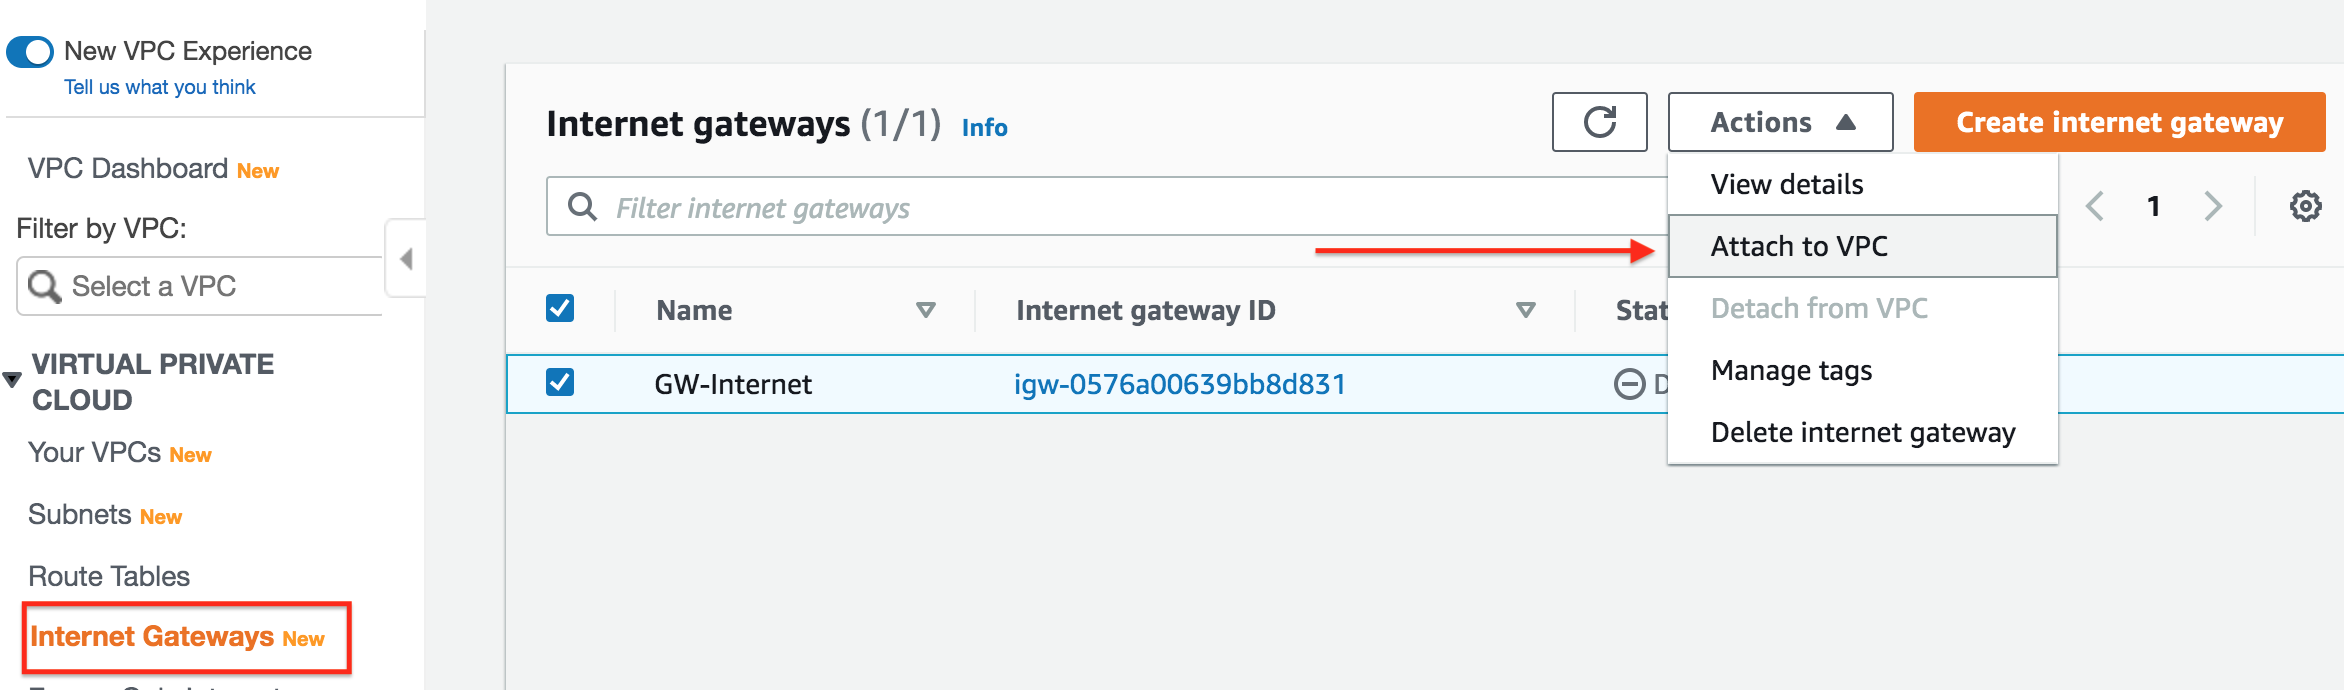 New VPC Experience
Tell us what you think
VPC Dashboard New
Filter by VPC:
Select a VPC
VIRTUAL PRIVATE
CLOUD
Your VPCs New
Subnets New
Route Tables
Internet Gateways New
Internet gateways (1/1) Info
Actions
Create internet gateway
Filter internet gateways
1
View details
Attach to VPC
Detach from VPC
Manage tags
Delete internet gateway
Name Internet gateway ID Stat
GW-Internet igw-0576a00639bb8d831 D